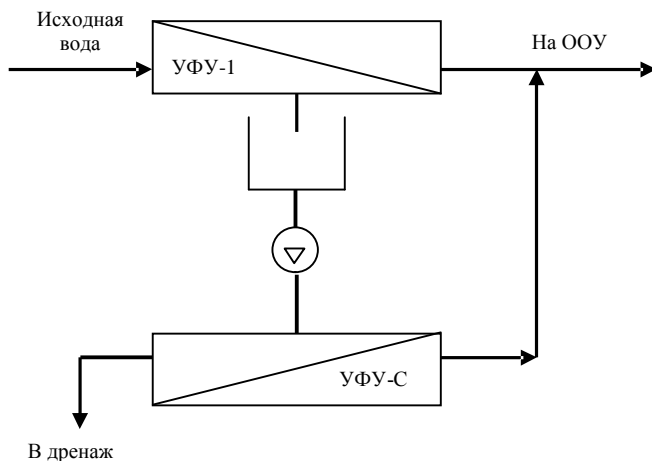 Исходная
вода
На ООУ
УФУ-1
УФУ-С
В дренаж